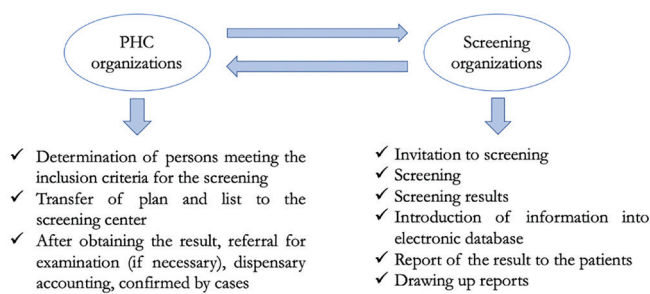 PHC
organizations
Screening
organizations
✓ Determination of persons meeting the
inclusion criteria for the screening
✓ Transfer of plan and list to the
screening center
✓ After obtaining the result, referral for
examination (if necessary), dispensary
accounting, confirmed by cases
✓ Invitation to screening
✓ Screening
✓ Screening results
✓ Introduction of information into
electronic database
✓ Report of the result to the patients
✓ Drawing up reports